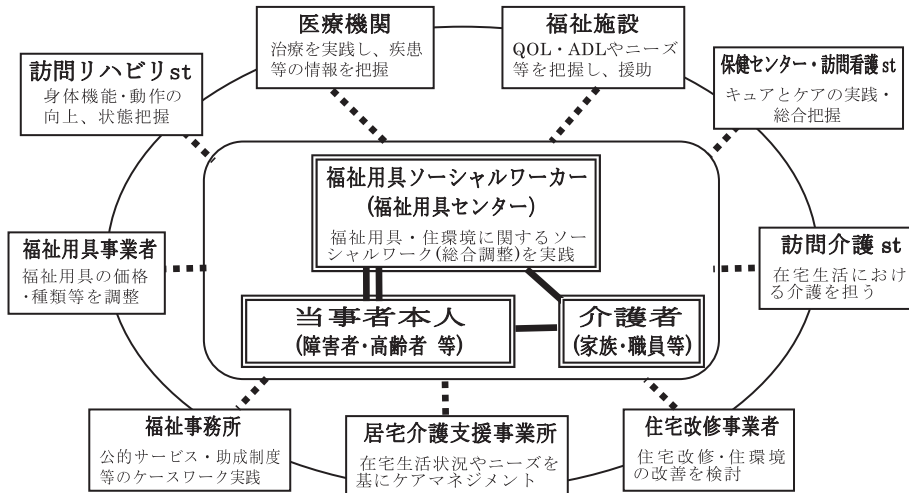 医療機関
治療を実践し、疾患
等の情報を把握
福祉施設
QOL・ADLやニーズ
等を把握し、援助
訪問リハビリst
身体機能・動作の
向上、状態把握
保健センター・訪問看護st
キュアとケアの実践・
総合把握
福祉用具ソーシャルワーカー
(福祉用具センター)
福祉用具・住環境に関するソー
シャルワーク(総合調整)を実践
福祉用具事業者
福祉用具の価格
・種類等を調整
訪問介護st
在宅生活におけ
る介護を担う
当事者本人
(障害者・高齢者 等)
介護者
(家族・職員等)
福祉事務所
公的サービス・助成制度
等のケースワーク実践
居宅介護支援事業所
在宅生活状況やニーズを
基にケアマネジメント
住宅改修事業者
住宅改修・住環境
の改善を検討